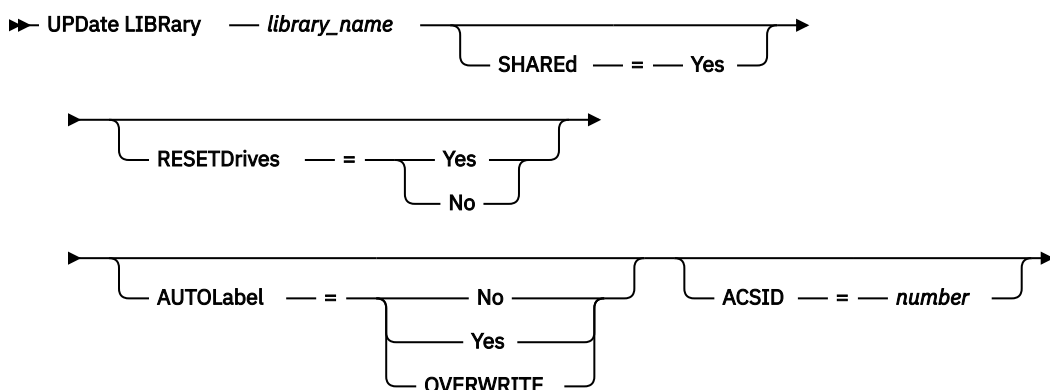 UPDate LIBRary library_name
SHAREd = Yes
RESETDrives = Yes
No
AUTOLabel = No
Yes
OVERWRITE
ACSID = number